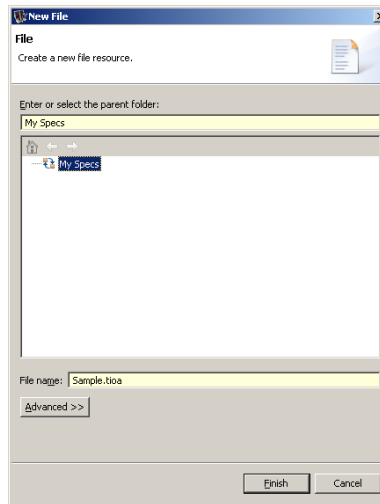 New File
File
Create a new file resource.
Enter or select the parent folder:
My Specs
My Specs
File name: Sample.tioa
Advanced >>
Finish Cancel